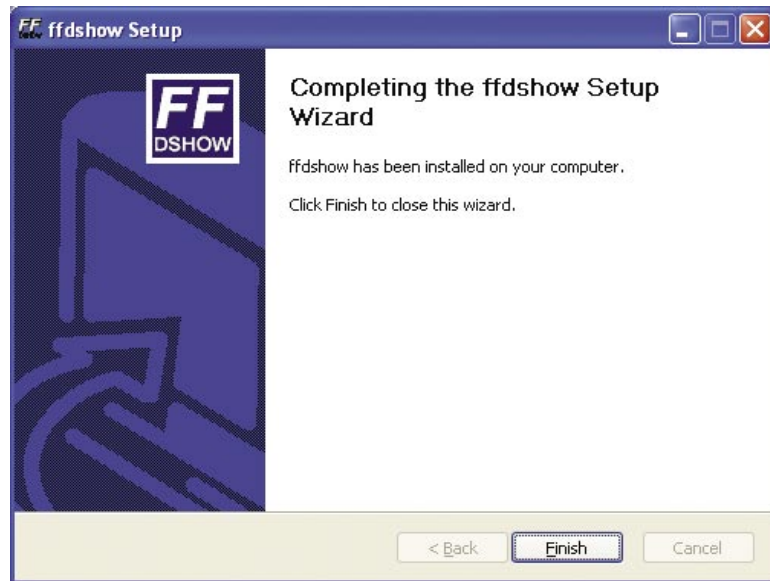 ffdshow Setup
FF
DSHOW
Completing the ffdshow Setup
Wizard
ffdshow has been installed on your computer.
Click Finish to close this wizard.
< Back
Finish
Cancel